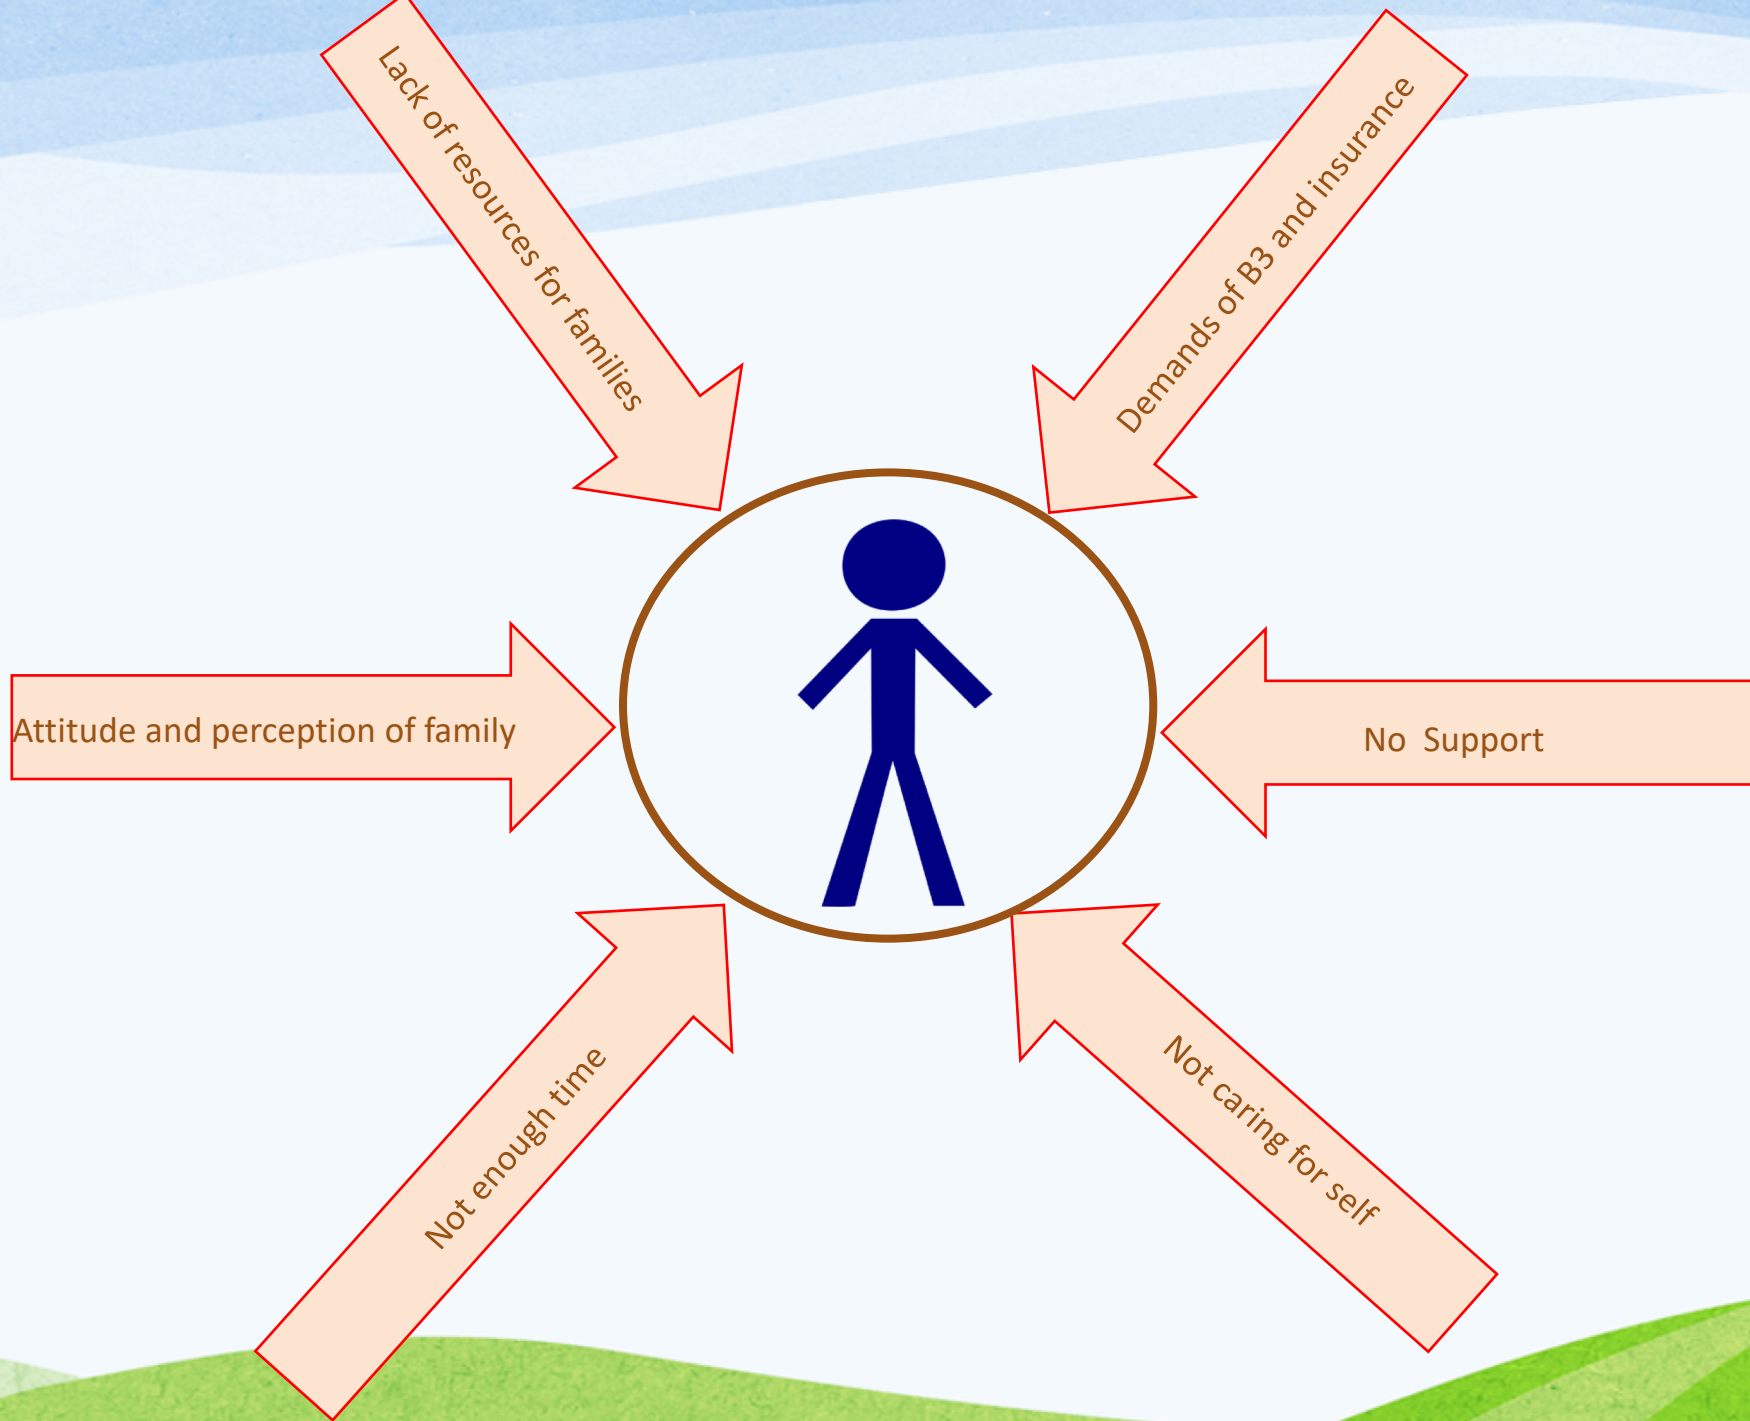 Lack of resources for families
Demands of B3 and insurance
Attitude and perception of family
No  Support
Not enough time
Not caring for self